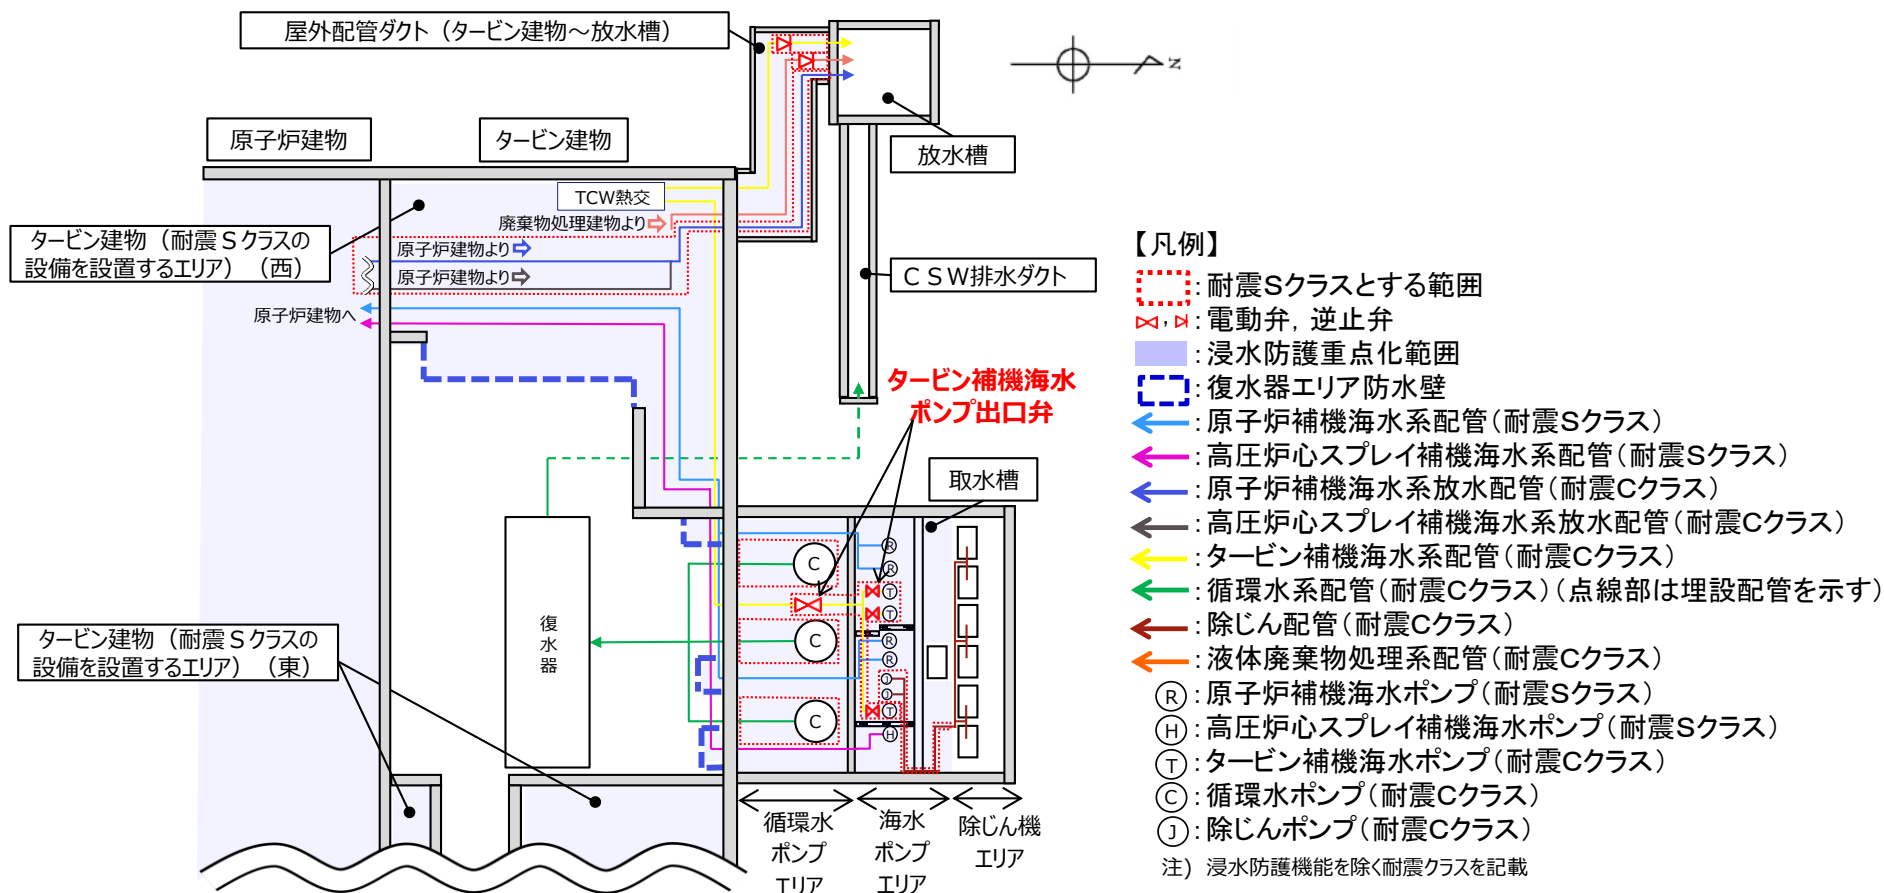 屋外配管ダクト（タービン建物～放水槽）
N
原子炉建物
タービン建物
放水槽
TCW熱交
廃棄物処理建物より
タービン建物（耐震Ｓクラスの
設備を設置するエリア）（西）
原子炉建物より
原子炉建物より
原子炉建物へ
ＣＳＷ排水ダクト
タービン補機海水
ポンプ出口弁
取水槽
復水器
C
C
C
R
R
T
T
R
R
J
J
T
H
タービン建物（耐震Ｓクラスの
設備を設置するエリア）（東）
循環水
ポンプ
エリア
海水
ポンプ
エリア
除じん機
エリア
【凡例】
：耐震Sクラスとする範囲
，：電動弁，逆止弁
：浸水防護重点化範囲
：復水器エリア防水壁
：原子炉補機海水系配管（耐震Sクラス）
：高圧炉心スプレイ補機海水系配管（耐震Sクラス）
：原子炉補機海水系放水配管（耐震Cクラス）
：高圧炉心スプレイ補機海水系放水配管（耐震Cクラス）
：タービン補機海水系配管（耐震Cクラス）
：循環水系配管（耐震Cクラス）（点線部は埋設配管を示す）
：除じん配管（耐震Cクラス）
：液体廃棄物処理系配管（耐震Cクラス）
R：原子炉補機海水ポンプ（耐震Sクラス）
H：高圧炉心スプレイ補機海水ポンプ（耐震Sクラス）
T：タービン補機海水ポンプ（耐震Cクラス）
C：循環水ポンプ（耐震Cクラス）
J：除じんポンプ（耐震Cクラス）
注） 浸水防護機能を除く耐震クラスを記載